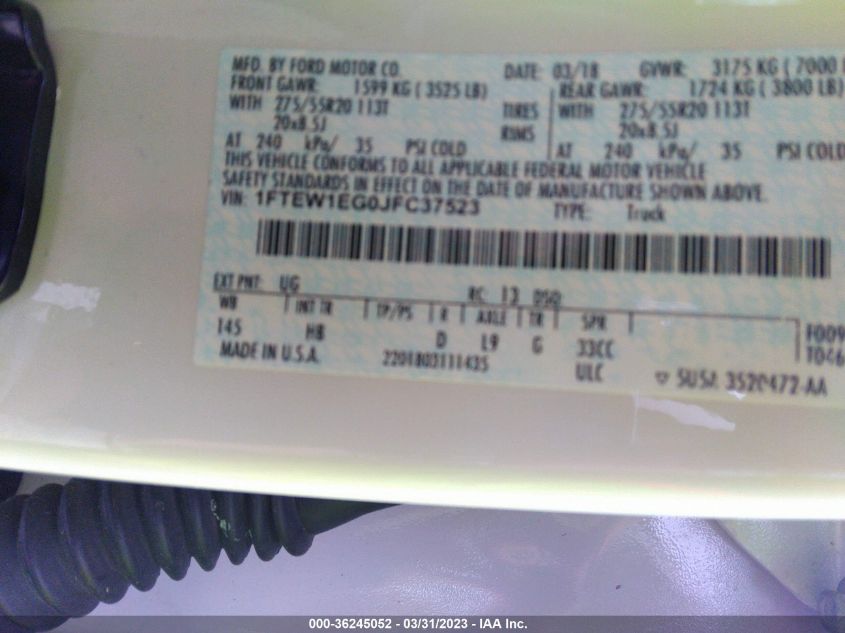 MFD. BY FORD MOTOR CO.
DATE: 03/18 GVWR: 3175 KG ( 7000
FRONT GAWR: 1599 KG ( 3525 LB) REAR GAWR: 1724 KG ( 3800 LB)
WITH 275/55R20 113T TIRES WITH 275/55R20 113T
20x8.5J RIMS 20x8.5J
AT 240 kPa/ 35 PSI COLD AT 240 kPa/ 35 PSI COLD
THIS VEHICLE CONFORMS TO ALL APPLICABLE FEDERAL MOTOR VEHICLE
SAFETY STANDARDS IN EFFECT ON THE DATE OF MANUFACTURE SHOWN ABOVE.
VIN: 1FTEW1EG0JFC37523 TYPE: Truck
EXT PNT: UG RC: 13 DSO:
WB INT TR TP/PS R AXLE TR SPR
145 HB D L9 G 33CC
F009
T046
MADE IN U.S.A. 2201803111435 ULC
3520472-AA
000-36245052 - 03/31/2023 - IAA Inc.